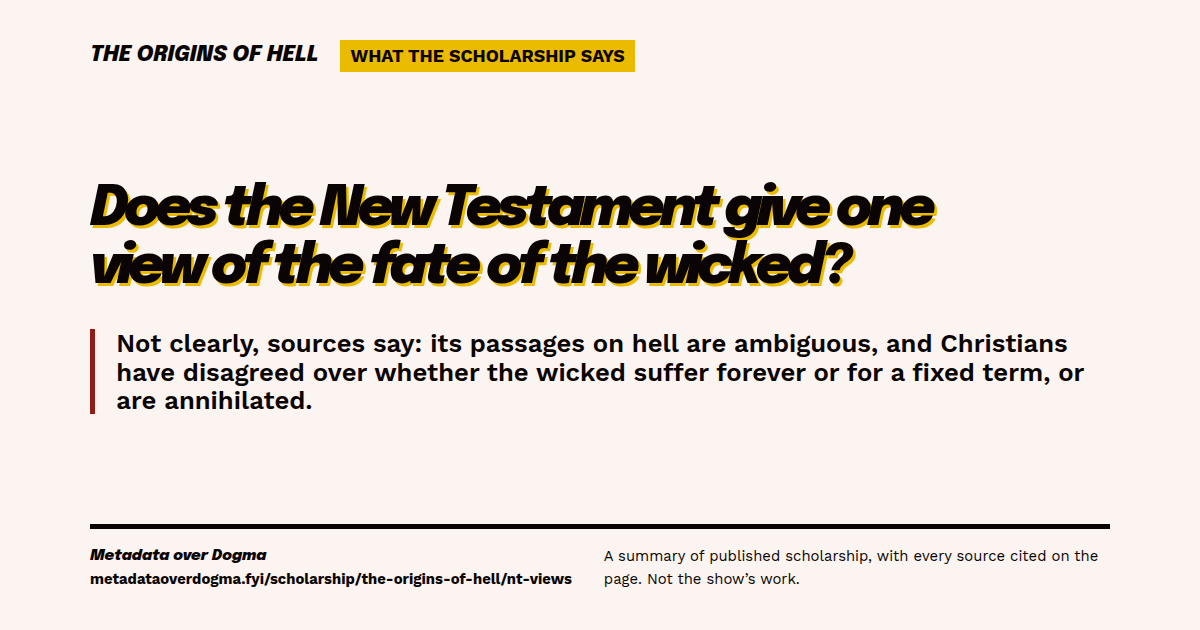 THE ORIGINS OF HELL
WHAT THE SCHOLARSHIP SAYS
Does the New Testament give one
view of the fate of the wicked?
Not clearly, sources say: its passages on hell are ambiguous, and Christians
have disagreed over whether the wicked suffer forever or for a fixed term, or
are annihilated.
Metadata over Dogma
metadataoverdogma.fyi/scholarship/the-origins-of-hell/nt-views
A summary of published scholarship, with every source cited on the
page. Not the show’s work.